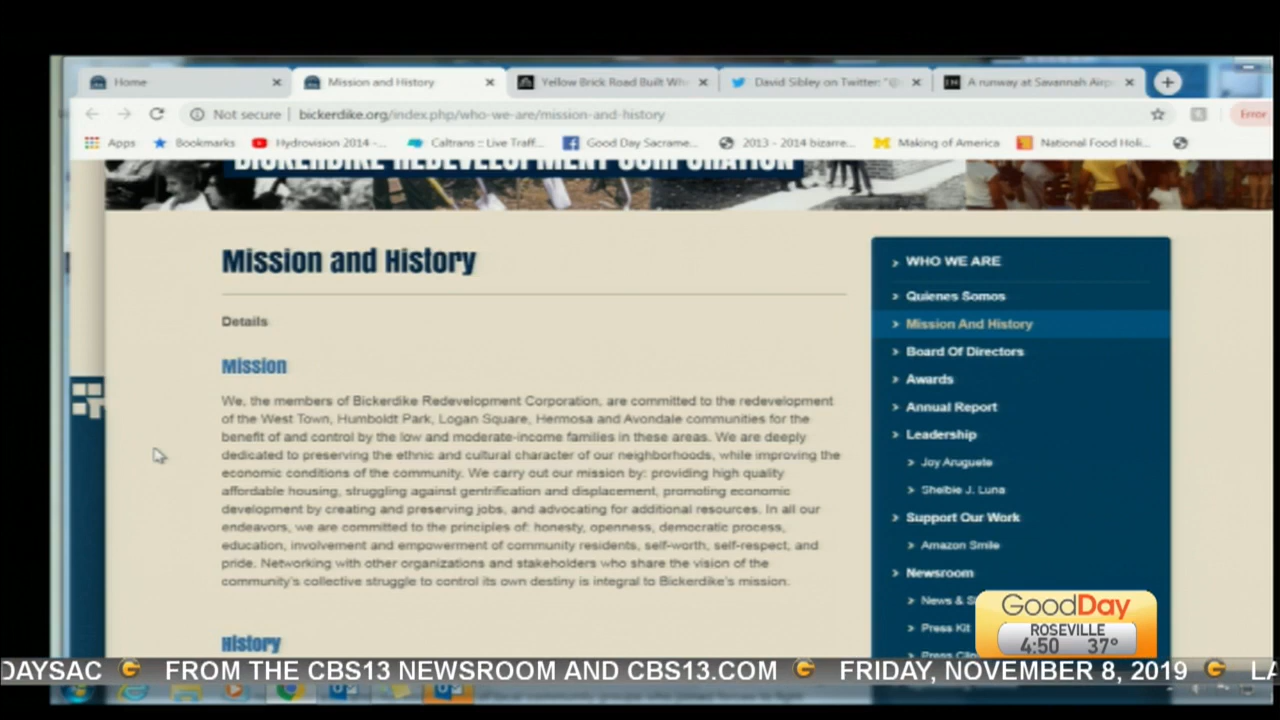 Home
Mission and History
Yellow Brick Road Built Wh
David Sibley on Twitter: "@
A runway at Savannah Airp
Not secure
bickerdike.org/index.php/who-we-are/mission-and-history
Error
Apps
Bookmarks
Hydrovision 2014 -...
Caltrans :: Live Traff...
Good Day Sacrame...
2013 - 2014 bizarre...
Making of America
National Food Holi...
BICKERDIKE REDEVELOPMENT CORPORATION
Mission and History
Details
Mission
We, the members of Bickerdike Redevelopment Corporation, are committed to the redevelopment
of the West Town, Humboldt Park, Logan Square, Hermosa and Avondale communities for the
benefit of and control by the low and moderate-income families in these areas. We are deeply
dedicated to preserving the ethnic and cultural character of our neighborhoods, while improving the
economic conditions of the community. We carry out our mission by: providing high quality
affordable housing, struggling against gentrification and displacement, promoting economic
development by creating and preserving jobs, and advocating for additional resources. In all our
endeavors, we are committed to the principles of: honesty, openness, democratic process,
education, involvement and empowerment of community residents, self-worth, self-respect, and
pride. Networking with other organizations and stakeholders who share the vision of the
community's collective struggle to control its own destiny is integral to Bickerdike's mission.
History
WHO WE ARE
Quienes Somos
Mission And History
Board Of Directors
Awards
Annual Report
Leadership
Joy Aruguete
Shelbie J. Luna
Support Our Work
Amazon Smile
Newsroom
News & S
Press Kit
GoodDay
ROSEVILLE
4:50 37°
DAYSAC FROM THE CBS13 NEWSROOM AND CBS13.COM FRIDAY, NOVEMBER 8, 2019 LA